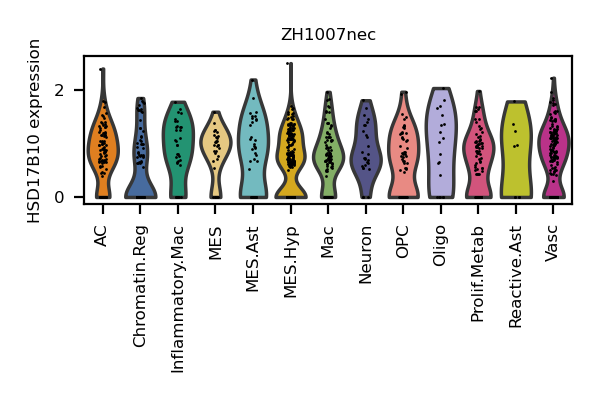 ZH1007nec
HSD17B10 expression
2
0
AC
Chromatin.Reg
Inflammatory.Mac
MES
MES.Ast
MES.Hyp
Mac
Neuron
OPC
Oligo
Prolif.Metab
Reactive.Ast
Vasc